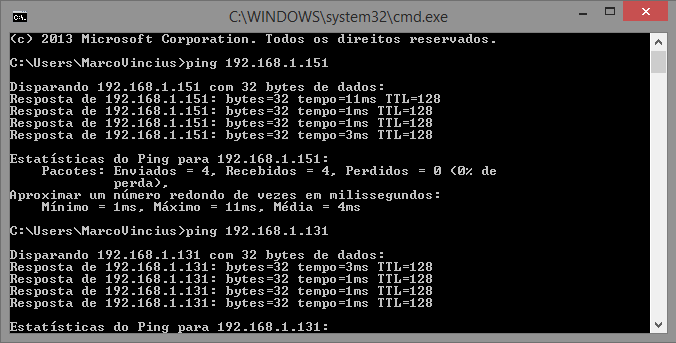 C:\WINDOWS\system32\cmd.exe
(c) 2013 Microsoft Corporation. Todos os direitos reservados.
C:\Users\MarcoVincius>ping 192.168.1.151
Disparando 192.168.1.151 com 32 bytes de dados:
Resposta de 192.168.1.151: bytes=32 tempo=11ms TTL=128
Resposta de 192.168.1.151: bytes=32 tempo=1ms TTL=128
Resposta de 192.168.1.151: bytes=32 tempo=1ms TTL=128
Resposta de 192.168.1.151: bytes=32 tempo=3ms TTL=128
Estatísticas do Ping para 192.168.1.151:
Pacotes: Enviados = 4, Recebidos = 4, Perdidos = 0 (0% de
perda),
Aproximar um número redondo de vezes em milissegundos:
Mínimo = 1ms, Máximo = 11ms, Média = 4ms
C:\Users\MarcoVincius>ping 192.168.1.131
Disparando 192.168.1.131 com 32 bytes de dados:
Resposta de 192.168.1.131: bytes=32 tempo=3ms TTL=128
Resposta de 192.168.1.131: bytes=32 tempo=1ms TTL=128
Resposta de 192.168.1.131: bytes=32 tempo=1ms TTL=128
Resposta de 192.168.1.131: bytes=32 tempo=1ms TTL=128
Estatísticas do Ping para 192.168.1.131: